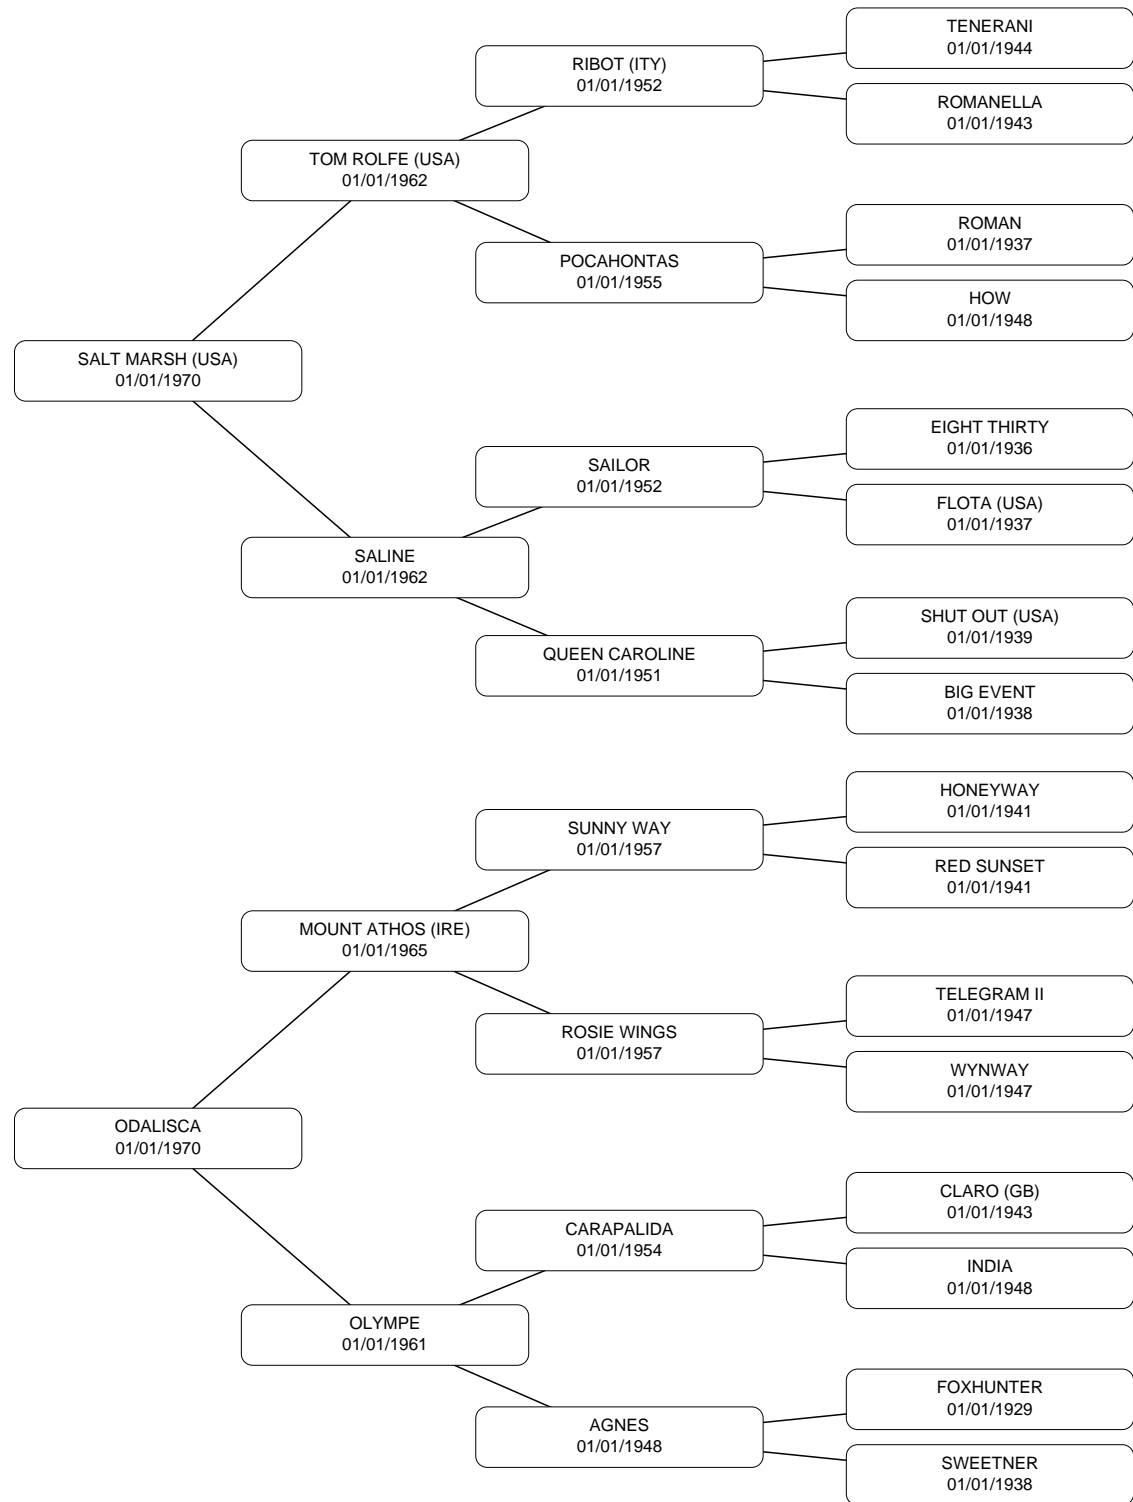 TENERANI
01/01/1944
RIBOT (ITY)
01/01/1952
ROMANELLA
01/01/1943
TOM ROLFE (USA)
01/01/1962
ROMAN
01/01/1937
POCAHONTAS
01/01/1955
HOW
01/01/1948
SALT MARSH (USA)
01/01/1970
EIGHT THIRTY
01/01/1936
SAILOR
01/01/1952
FLOTA (USA)
01/01/1937
SALINE
01/01/1962
SHUT OUT (USA)
01/01/1939
QUEEN CAROLINE
01/01/1951
BIG EVENT
01/01/1938
HONEYWAY
01/01/1941
SUNNY WAY
01/01/1957
RED SUNSET
01/01/1941
MOUNT ATHOS (IRE)
01/01/1965
TELEGRAM II
01/01/1947
ROSIE WINGS
01/01/1957
WYNWAY
01/01/1947
ODALISCA
01/01/1970
CLARO (GB)
01/01/1943
CARAPALIDA
01/01/1954
INDIA
01/01/1948
OLYMPE
01/01/1961
FOXHUNTER
01/01/1929
AGNES
01/01/1948
SWEETNER
01/01/1938